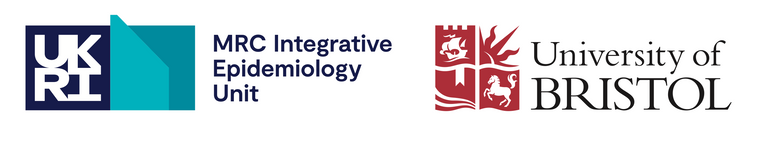 UK
RI
MRC Integrative
Epidemiology
Unit
University of
BRISTOL